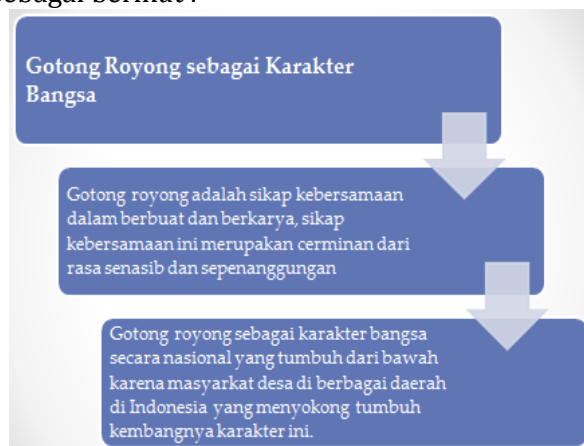 Gotong Royong sebagai Karakter
Bangsa
Gotong royong adalah sikap kebersamaan
dalam berbuat dan berkarya, sikap
kebersamaan ini merupakan cerminan dari
rasa senasib dan sepenanggungan
Gotong royong sebagai karakter bangsa
secara nasional yang tumbuh dari bawah
karena masyarkat desa di berbagai daerah
di Indonesia yang menyokong tumbuh
kembangnya karakter ini.